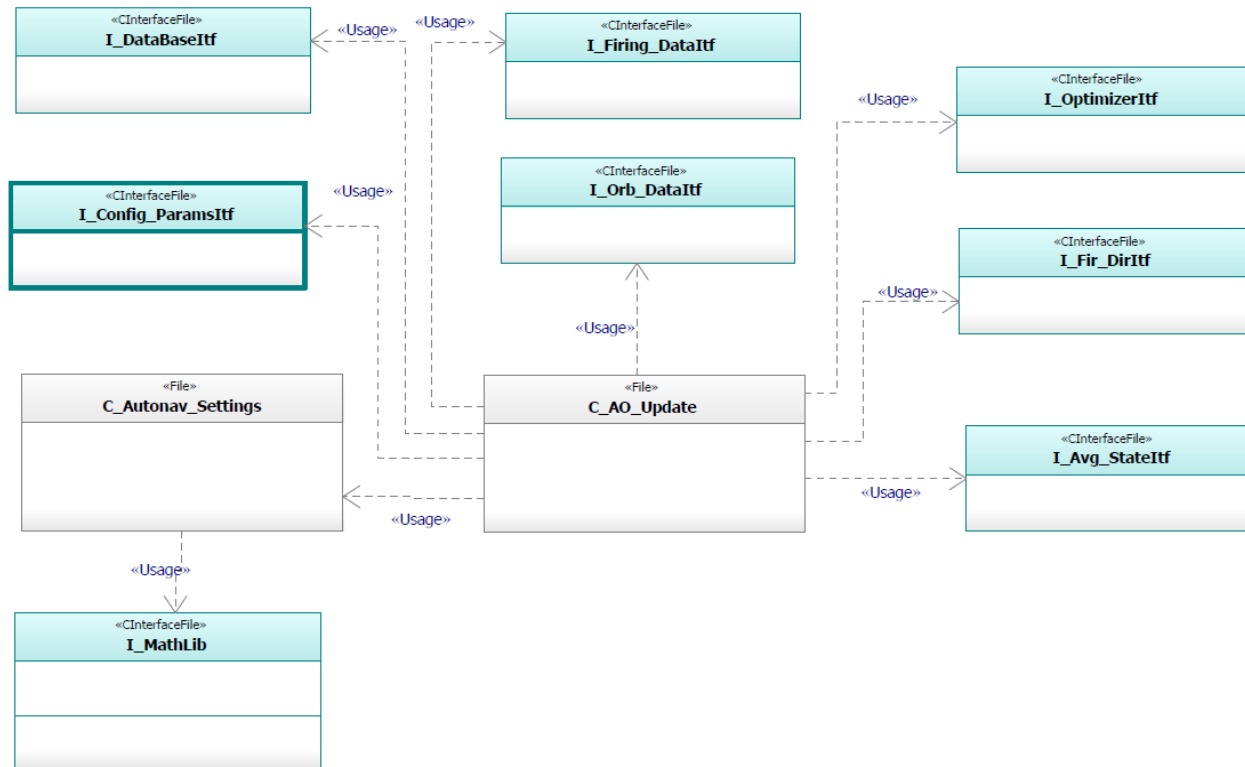 «CInterfaceFile»
I_DataBaseItf
«Usage»
«Usage»
«CInterfaceFile»
I_Firing_DataItf
«CInterfaceFile»
I_OptimizerItf
«Usage»
«CInterfaceFile»
I_Config_ParamsItf
«Usage»
«CInterfaceFile»
I_Orb_DataItf
«CInterfaceFile»
I_Fir_DirItf
«Usage»
«Usage»
«File»
C_Autonav_Settings
«File»
C_AO_Update
«CInterfaceFile»
I_Avg_StateItf
«Usage»
«Usage»
«Usage»
«CInterfaceFile»
I_MathLib